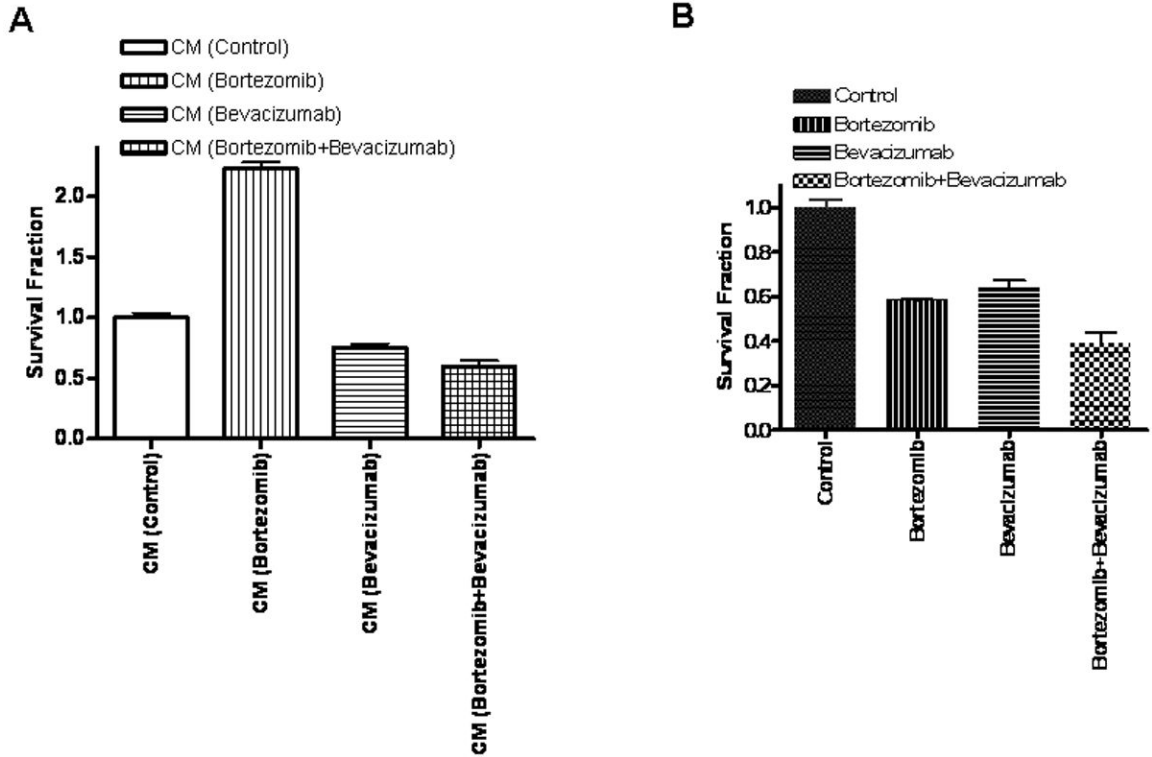 A
CM (Control)
CM (Bortezomib)
CM (Bevacizumab)
CM (Bortezomib+Bevacizumab)
Survival Fraction
2.0
1.5
1.0
0.5
0.0
CM (Control)
CM (Bortezomib)
CM (Bevacizumab)
CM (Bortezomib+Bevacizumab)
B
Control
Bortezomib
Bevacizumab
Bortezomib+Bevacizumab
Survival Fraction
1.0
0.8
0.6
0.4
0.2
0.0
Control
Bortezomib
Bevacizumab
Bortezomib+Bevacizumab